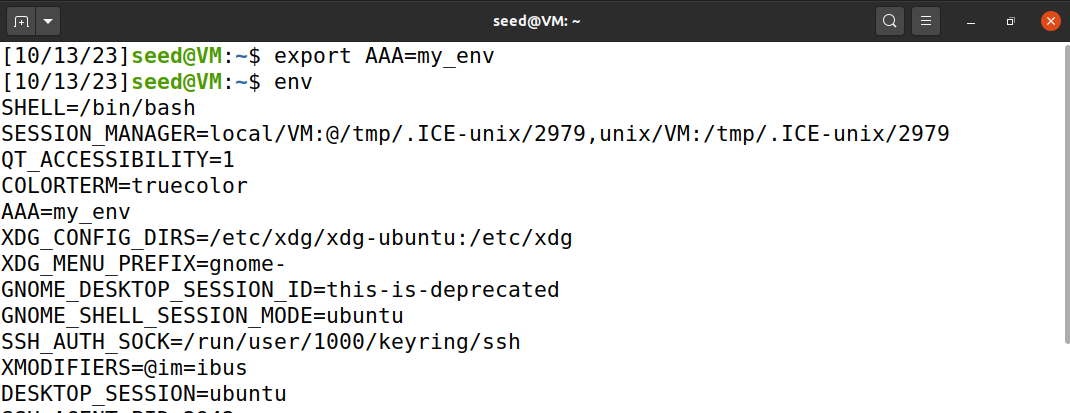 seed@VM: ~
[10/13/23]seed@VM:~$ export AAA=my_env
[10/13/23]seed@VM:~$ env
SHELL=/bin/bash
SESSION_MANAGER=local/VM:@/tmp/.ICE-unix/2979,unix/VM:/tmp/.ICE-unix/2979
QT_ACCESSIBILITY=1
COLORTERM=truecolor
AAA=my_env
XDG_CONFIG_DIRS=/etc/xdg/xdg-ubuntu:/etc/xdg
XDG_MENU_PREFIX=gnome-
GNOME_DESKTOP_SESSION_ID=this-is-deprecated
GNOME_SHELL_SESSION_MODE=ubuntu
SSH_AUTH_SOCK=/run/user/1000/keyring/ssh
XMODIFIERS=@im=ibus
DESKTOP_SESSION=ubuntu